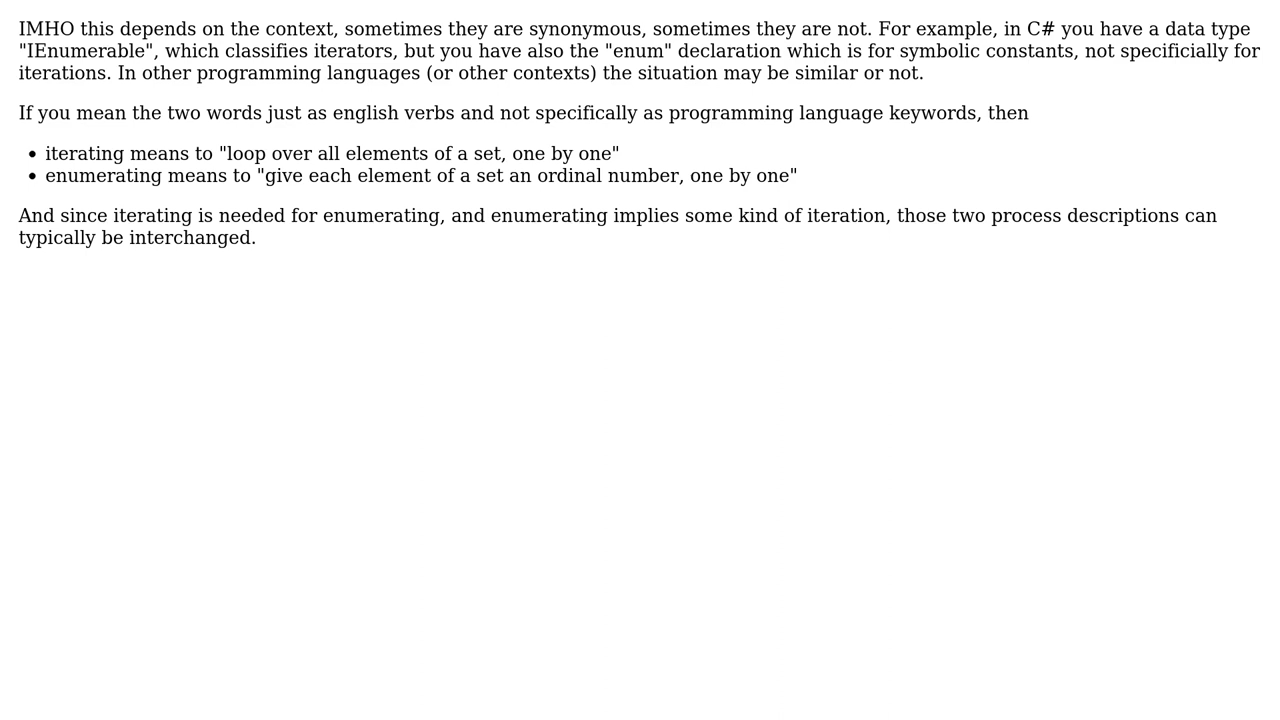 IMHO this depends on the context, sometimes they are synonymous, sometimes they are not. For example, in C# you have a data type
"IEnumerable", which classifies iterators, but you have also the "enum" declaration which is for symbolic constants, not specificially for
iterations. In other programming languages (or other contexts) the situation may be similar or not.
If you mean the two words just as english verbs and not specifically as programming language keywords, then
• iterating means to "loop over all elements of a set, one by one"
• enumerating means to "give each element of a set an ordinal number, one by one"
And since iterating is needed for enumerating, and enumerating implies some kind of iteration, those two process descriptions can
typically be interchanged.